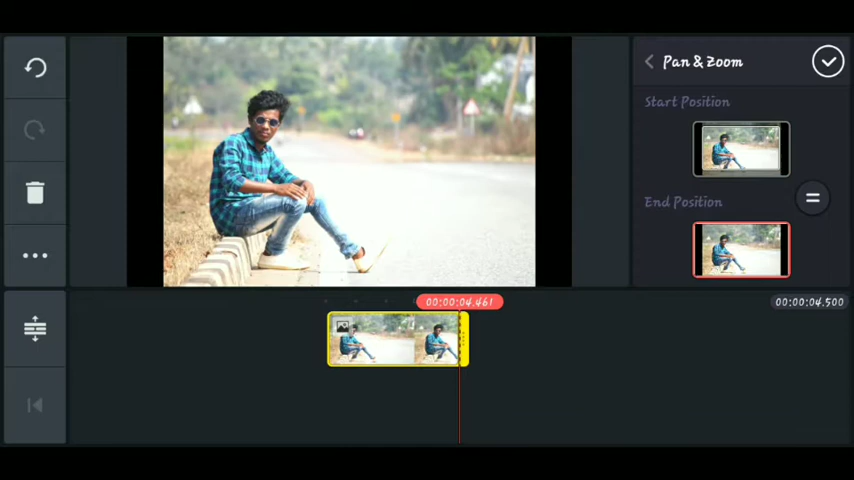 Pan & Zoom
Start Position
End Position
00:00:04.461
00:00:04.500